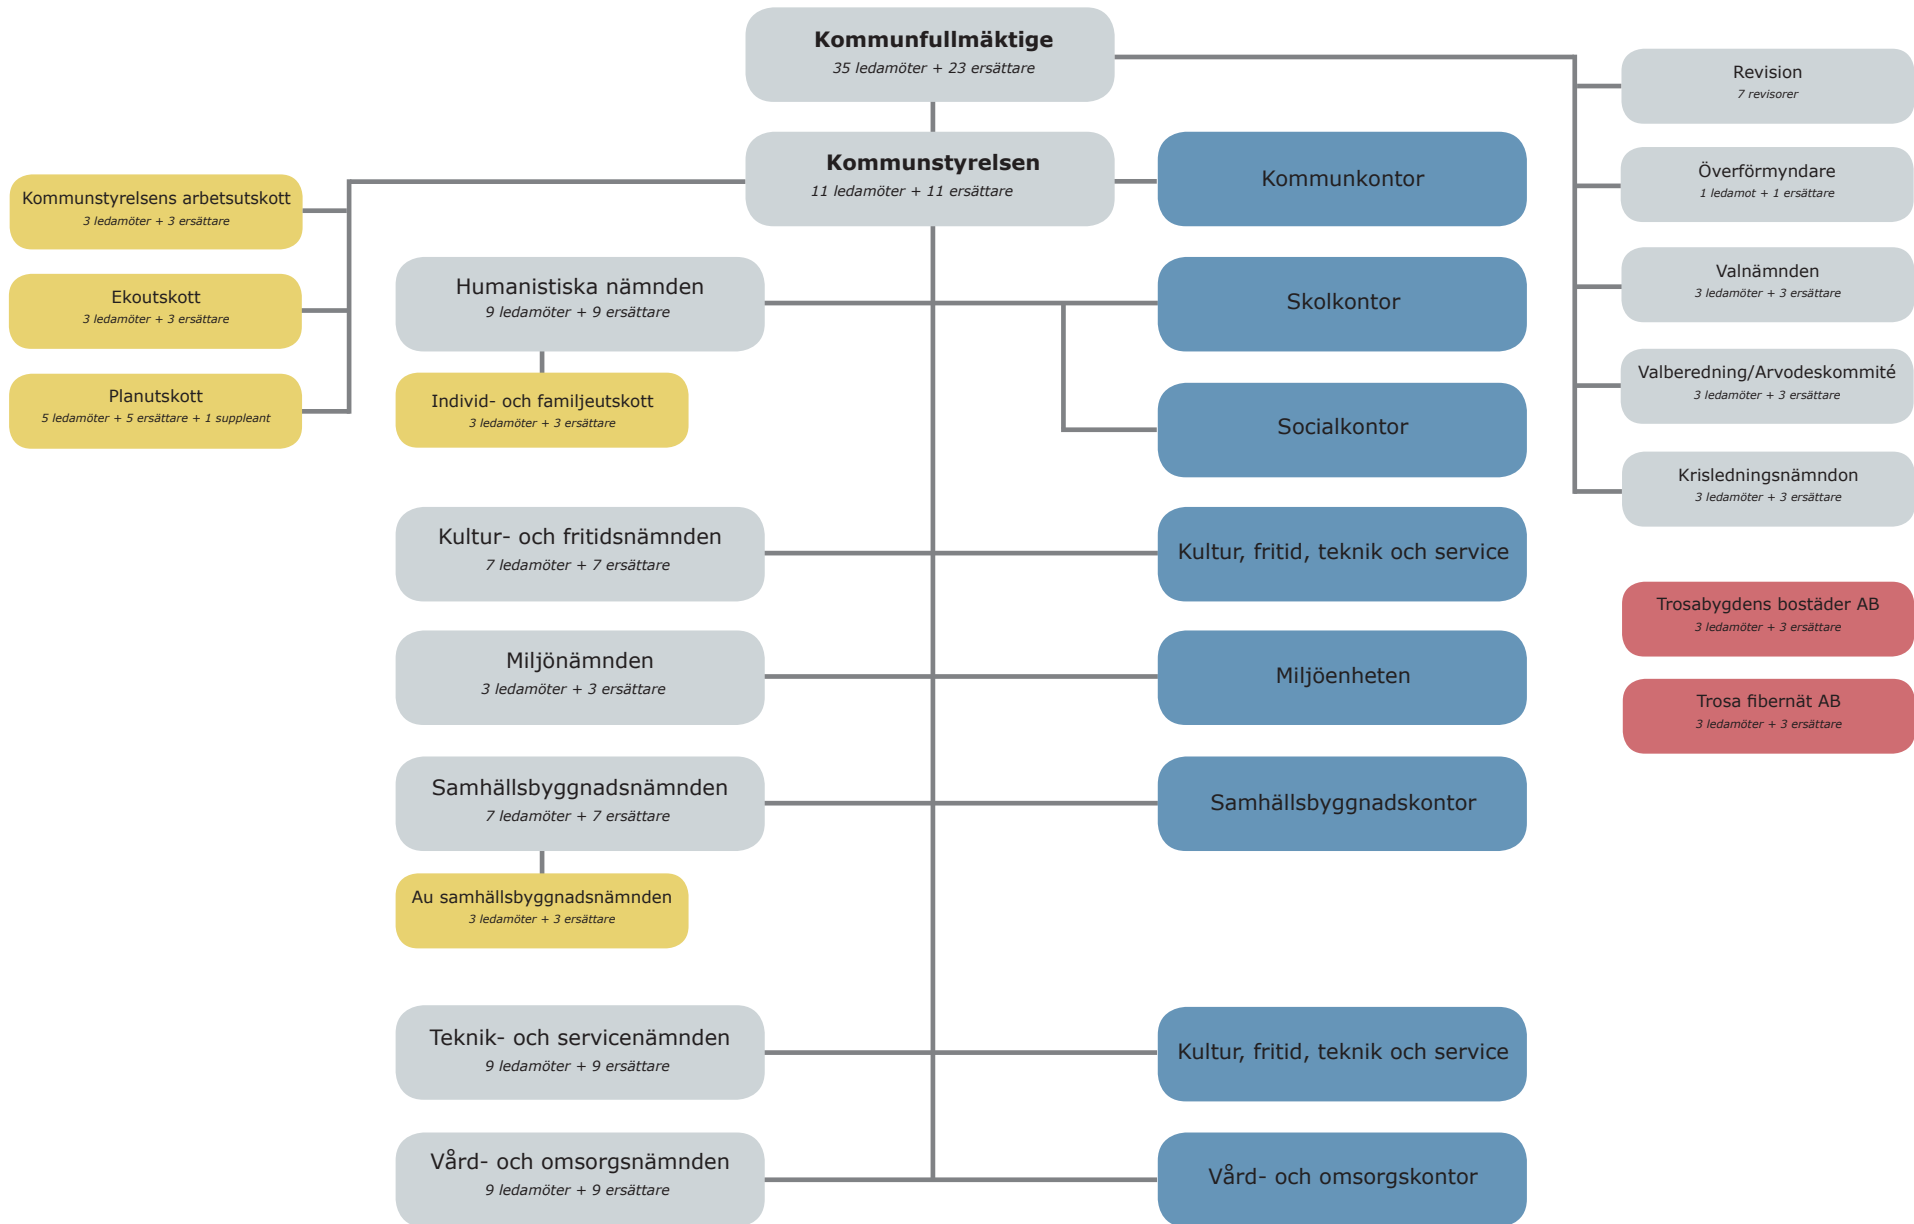 Kommunfullmäktige
35 ledamöter + 23 ersättare
Kommunstyrelsen
11 ledamöter + 11 ersättare
Kommunkontor
Kommunstyrelsens arbetsutskott
3 ledamöter + 3 ersättare
Ekoutskott
3 ledamöter + 3 ersättare
Planutskott
5 ledamöter + 5 ersättare + 1 suppleant
Humanistiska nämnden
9 ledamöter + 9 ersättare
Individ- och familjeutskott
3 ledamöter + 3 ersättare
Skolkontor
Socialkontor
Kultur- och fritidsnämnden
7 ledamöter + 7 ersättare
Kultur, fritid, teknik och service
Miljönämnden
3 ledamöter + 3 ersättare
Miljöenheten
Samhällsbyggnadsnämnden
7 ledamöter + 7 ersättare
Samhällsbyggnadskontor
Au samhällsbyggnadsnämnden
3 ledamöter + 3 ersättare
Teknik- och servicenämnden
9 ledamöter + 9 ersättare
Kultur, fritid, teknik och service
Vård- och omsorgsnämnden
9 ledamöter + 9 ersättare
Vård- och omsorgskontor
Revision
7 revisorer
Överförmyndare
1 ledamot + 1 ersättare
Valnämnden
3 ledamöter + 3 ersättare
Valberedning/Arvodeskommité
3 ledamöter + 3 ersättare
Krisledningsnämndon
3 ledamöter + 3 ersättare
Trosabygdens bostäder AB
3 ledamöter + 3 ersättare
Trosa fibernät AB
3 ledamöter + 3 ersättare